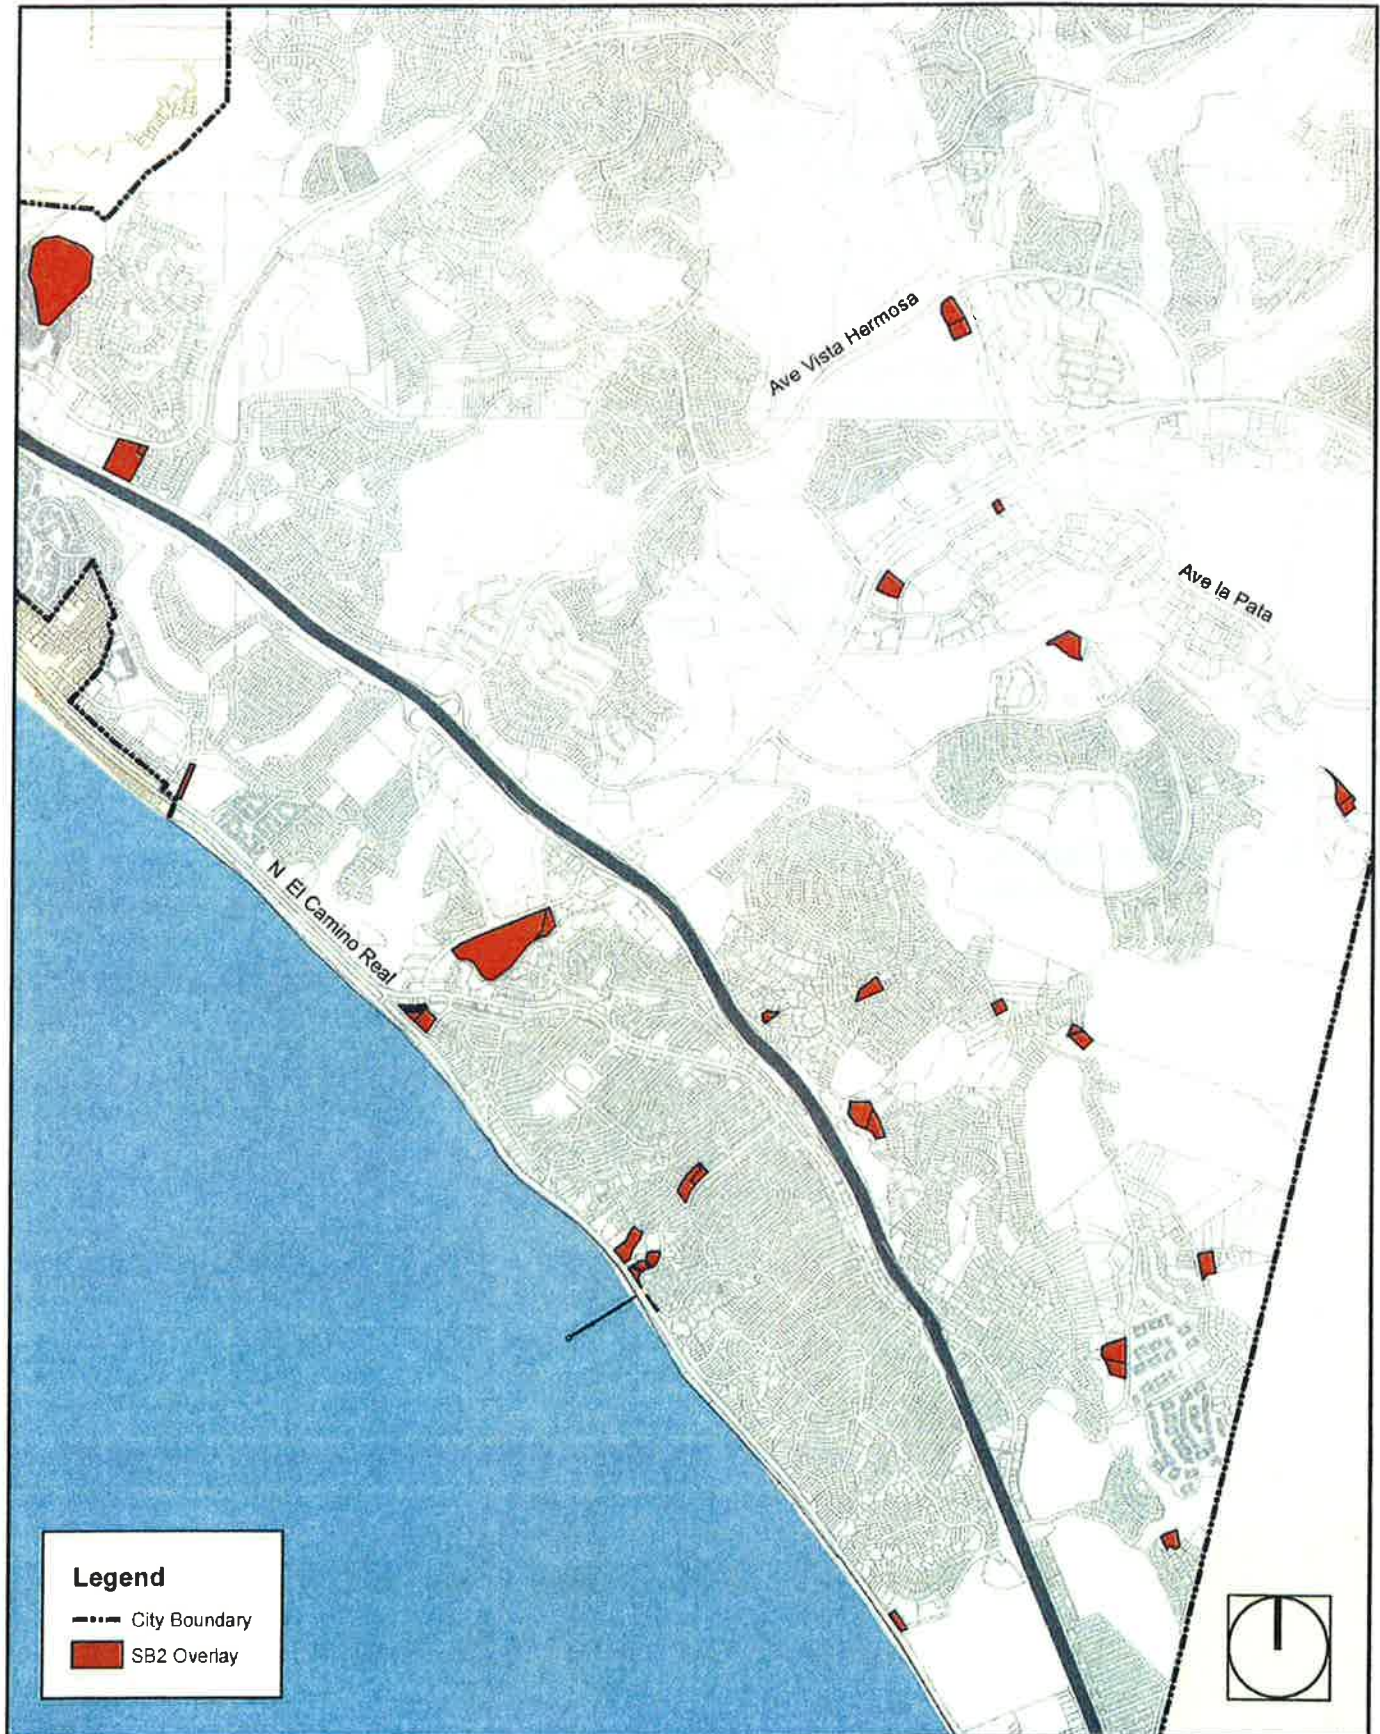 Ave Vista Hermosa
Ave la Pata
N El Camino Real
Legend
City Boundary
SB2 Overlay